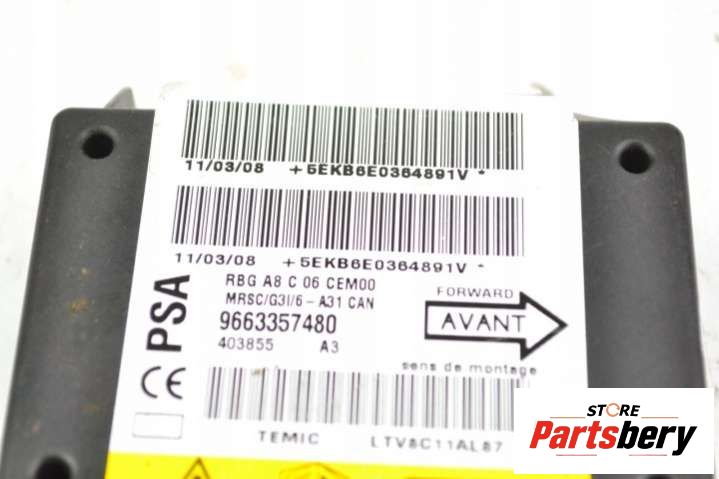 11/03/08 +5EKB6E0364891V *
11/03/08 +5EKB6E0364891V *
PSA
CE
RBG A8 C 06 CEM00
MRSC/G3I/6 - A31 CAN
9663357480
403855 A3
FORWARD
AVANT
sens de montage
TEMIC LTV8C11AL87
STORE
Partsbery